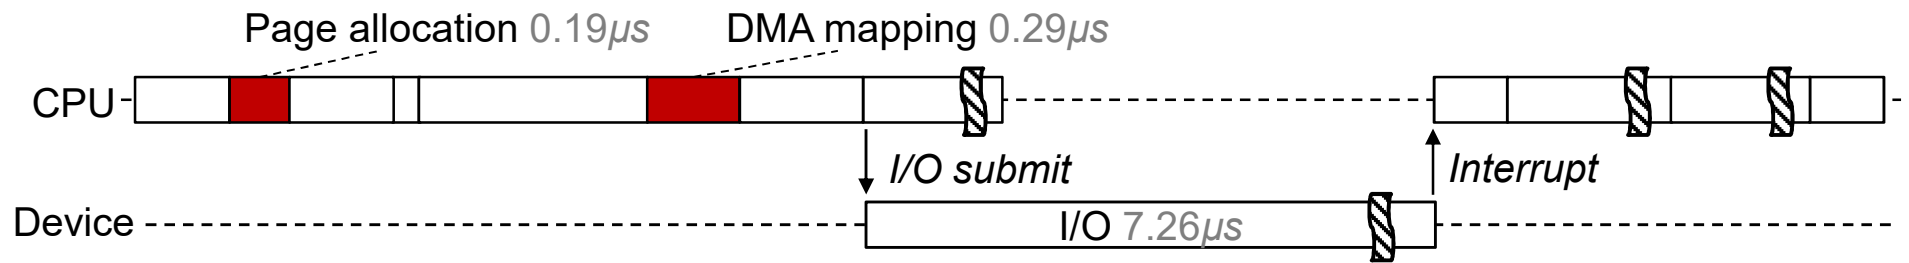 Page allocation 0.19μs DMA mapping 0.29μs
CPU
I/O submit Interrupt
Device I/O 7.26μs